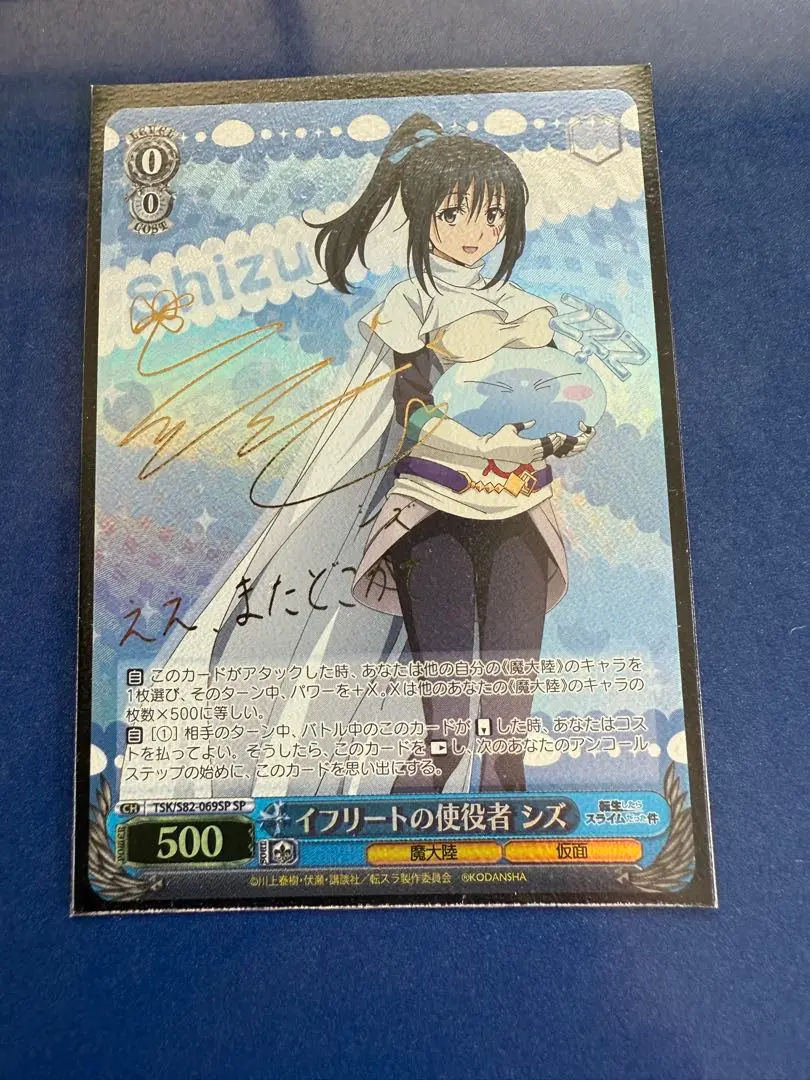 LEVEL
0
0
COST
Shizu
ZZZ
シズ
ええ、またどこかで
自 このカードがアタックした時、あなたは他の自分の《魔大陸》のキャラを
1枚選び、そのターン中、パワーを+X。Xは他のあなたの《魔大陸》のキャラの
枚数×500に等しい。
自 [①] 相手のターン中、バトル中のこのカードが した時、あなたはコス
トを払ってよい。そうしたら、このカードを し、次のあなたのアンコール
ステップの始めに、このカードを思い出にする。
CH TSK/S82-069SP SP
イフリートの使役者 シズ
転生したら
スライムだった件
POWER 500
SOUL
魔大陸 仮面
©川上泰樹・伏瀬・講談社/転スラ製作委員会 ®KODANSHA